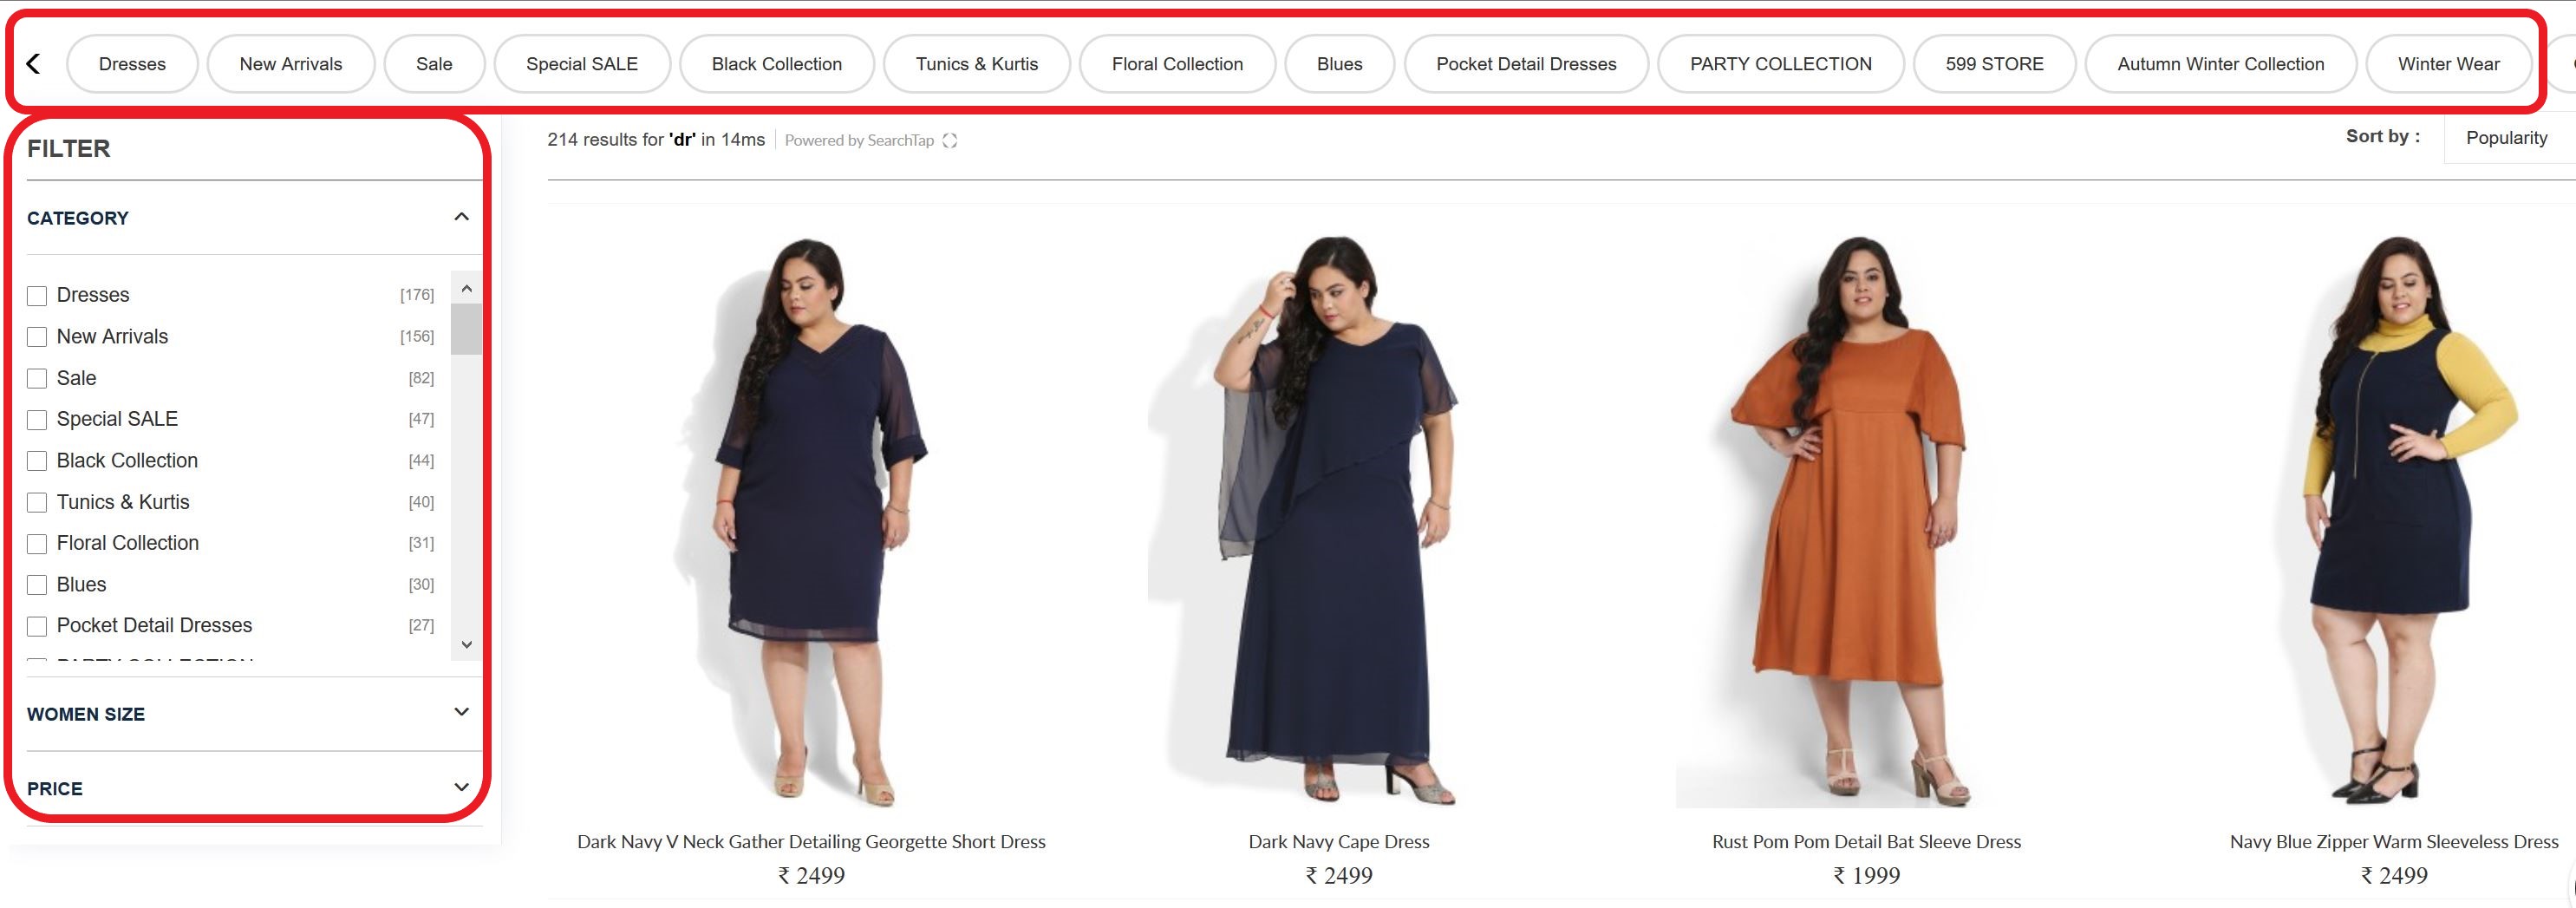 Dresses New Arrivals Sale Special SALE Black Collection Tunics & Kurtis Floral Collection Blues Pocket Detail Dresses PARTY COLLECTION 599 STORE Autumn Winter Collection Winter Wear
FILTER
CATEGORY
Dresses [176]
New Arrivals [156]
Sale [82]
Special SALE [47]
Black Collection [44]
Tunics & Kurtis [40]
Floral Collection [31]
Blues [30]
Pocket Detail Dresses [27]
PARTY COLLECTION
WOMEN SIZE
PRICE
214 results for 'dr' in 14ms Powered by SearchTap
Sort by : Popularity
Dark Navy V Neck Gather Detailing Georgette Short Dress
₹ 2499
Dark Navy Cape Dress
₹ 2499
Rust Pom Pom Detail Bat Sleeve Dress
₹ 1999
Navy Blue Zipper Warm Sleeveless Dress
₹ 2499